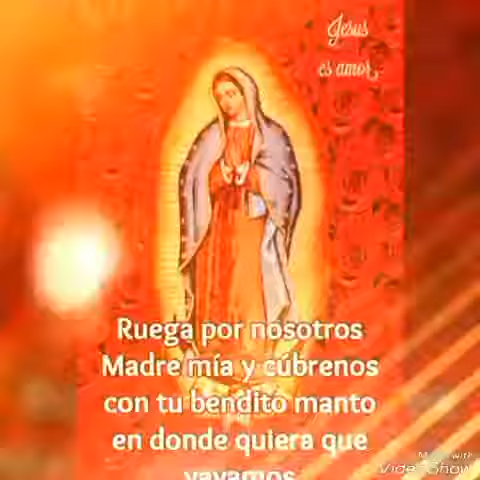 Jesus
es amor
Ruega por nosotros
Madre mía y cúbrenos
con tu bendito manto
en donde quiera que
vayamos
Made with
VideoShow